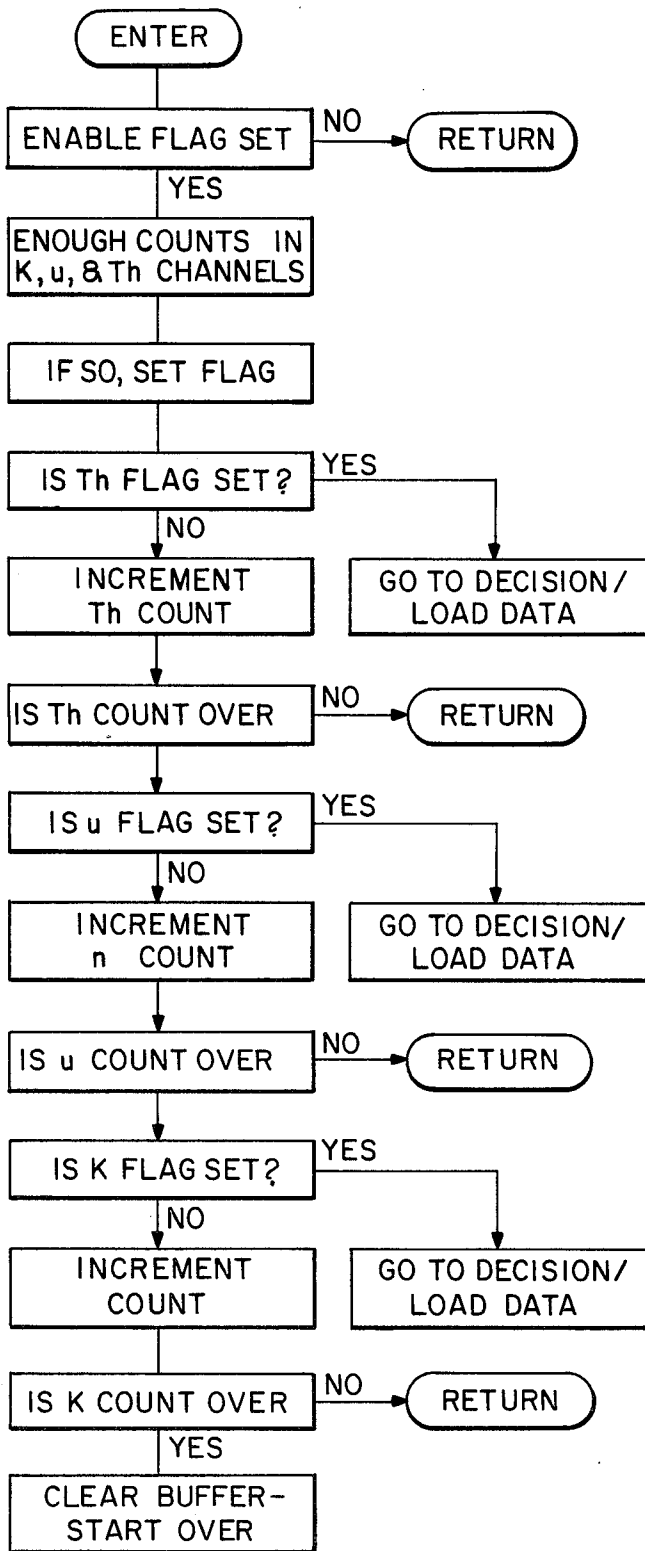 ENTER
ENABLE FLAG SET
NO
RETURN
YES
ENOUGH COUNTS IN
K, u, & Th CHANNELS
IF SO, SET FLAG
IS Th FLAG SET?
YES
NO
INCREMENT
Th COUNT
GO TO DECISION/
LOAD DATA
IS Th COUNT OVER
NO
RETURN
IS u FLAG SET?
YES
NO
INCREMENT
n COUNT
GO TO DECISION/
LOAD DATA
IS u COUNT OVER
NO
RETURN
IS K FLAG SET?
YES
NO
INCREMENT
COUNT
GO TO DECISION/
LOAD DATA
IS K COUNT OVER
NO
RETURN
YES
CLEAR BUFFER-
START OVER